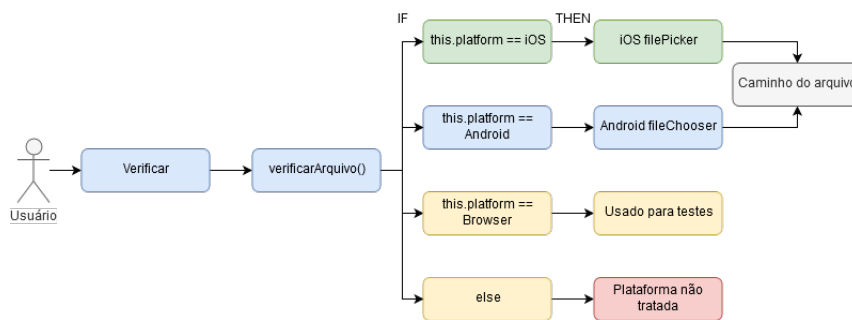 IF
THEN
this.platform == iOS
iOS filePicker
Caminho do arquivo
this.platform ==
Android
Android fileChooser
Verificar
verificarArquivo()
Usuário
this.platform ==
Browser
Usado para testes
else
Plataforma não
tratada